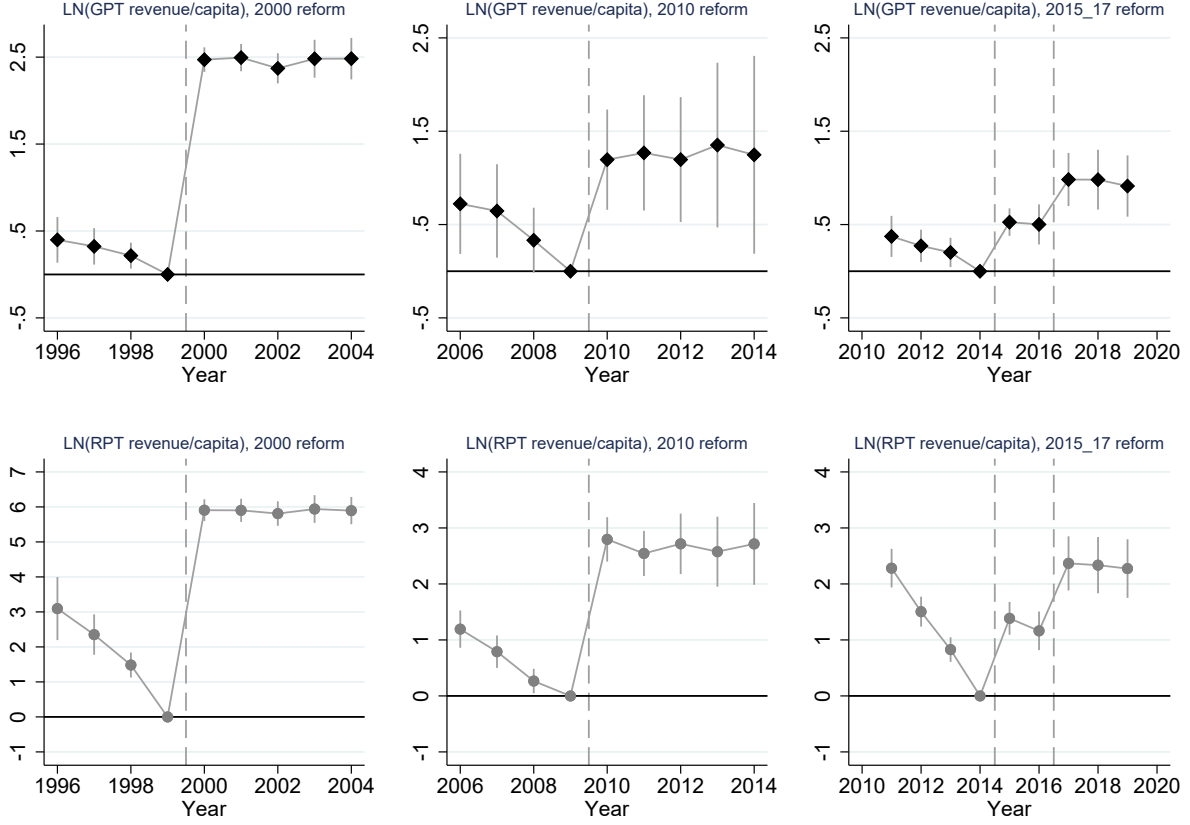 LN(GPT revenue/capita), 2000 reform
2.5
1.5
.5
-.5
1996 1998 2000 2002 2004
Year
LN(GPT revenue/capita), 2010 reform
2.5
1.5
.5
-.5
2006 2008 2010 2012 2014
Year
LN(GPT revenue/capita), 2015_17 reform
2.5
1.5
.5
-.5
2010 2012 2014 2016 2018 2020
Year
LN(RPT revenue/capita), 2000 reform
7
6
5
4
3
2
1
0
-1
1996 1998 2000 2002 2004
Year
LN(RPT revenue/capita), 2010 reform
4
3
2
1
0
-1
2006 2008 2010 2012 2014
Year
LN(RPT revenue/capita), 2015_17 reform
4
3
2
1
0
-1
2010 2012 2014 2016 2018 2020
Year